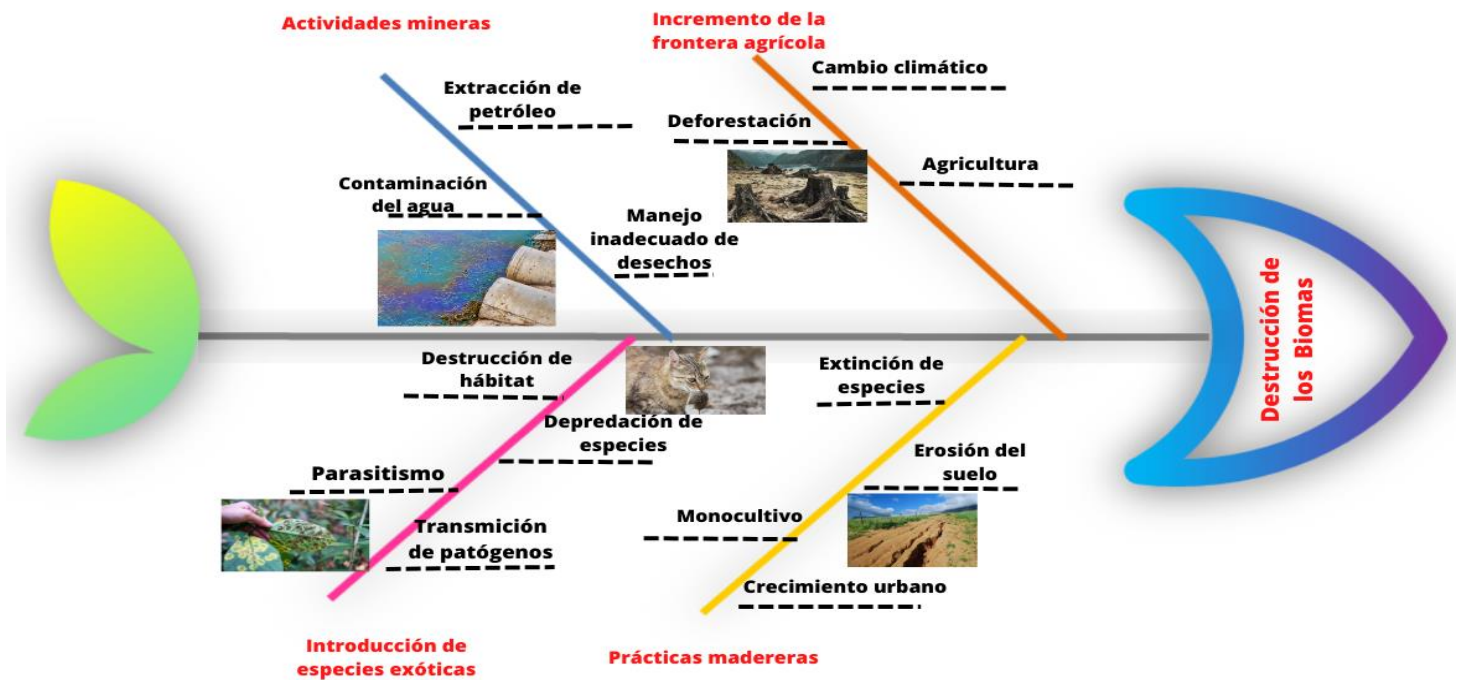 Actividades mineras
Extracción de
petróleo
Contaminación
del agua
Manejo
inadecuado de
desechos
Incremento de la
frontera agrícola
Cambio climático
Deforestación
Agricultura
Destrucción de
hábitat
Depredación de
especies
Parasitismo
Transmición
de patógenos
Introducción de
especies exóticas
Extinción de
especies
Erosión del
suelo
Monocultivo
Crecimiento urbano
Prácticas madereras
Destrucción de
los Biomas